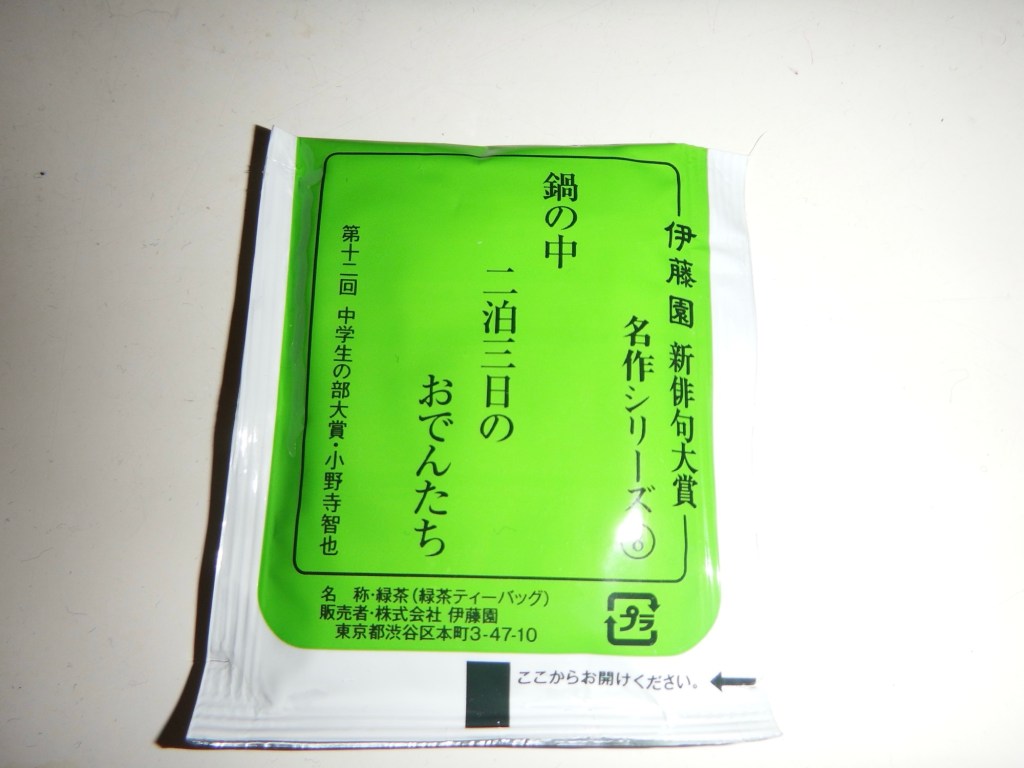 伊藤園 新俳句大賞
名作シリーズ
鍋の中
二泊三日の
おでんたち
第十二回 中学生の部大賞・小野寺智也
名 称・緑茶(緑茶ティーバッグ)
販売者・株式会社 伊藤園
東京都渋谷区本町3-47-10
プラ
ここからお開けください。